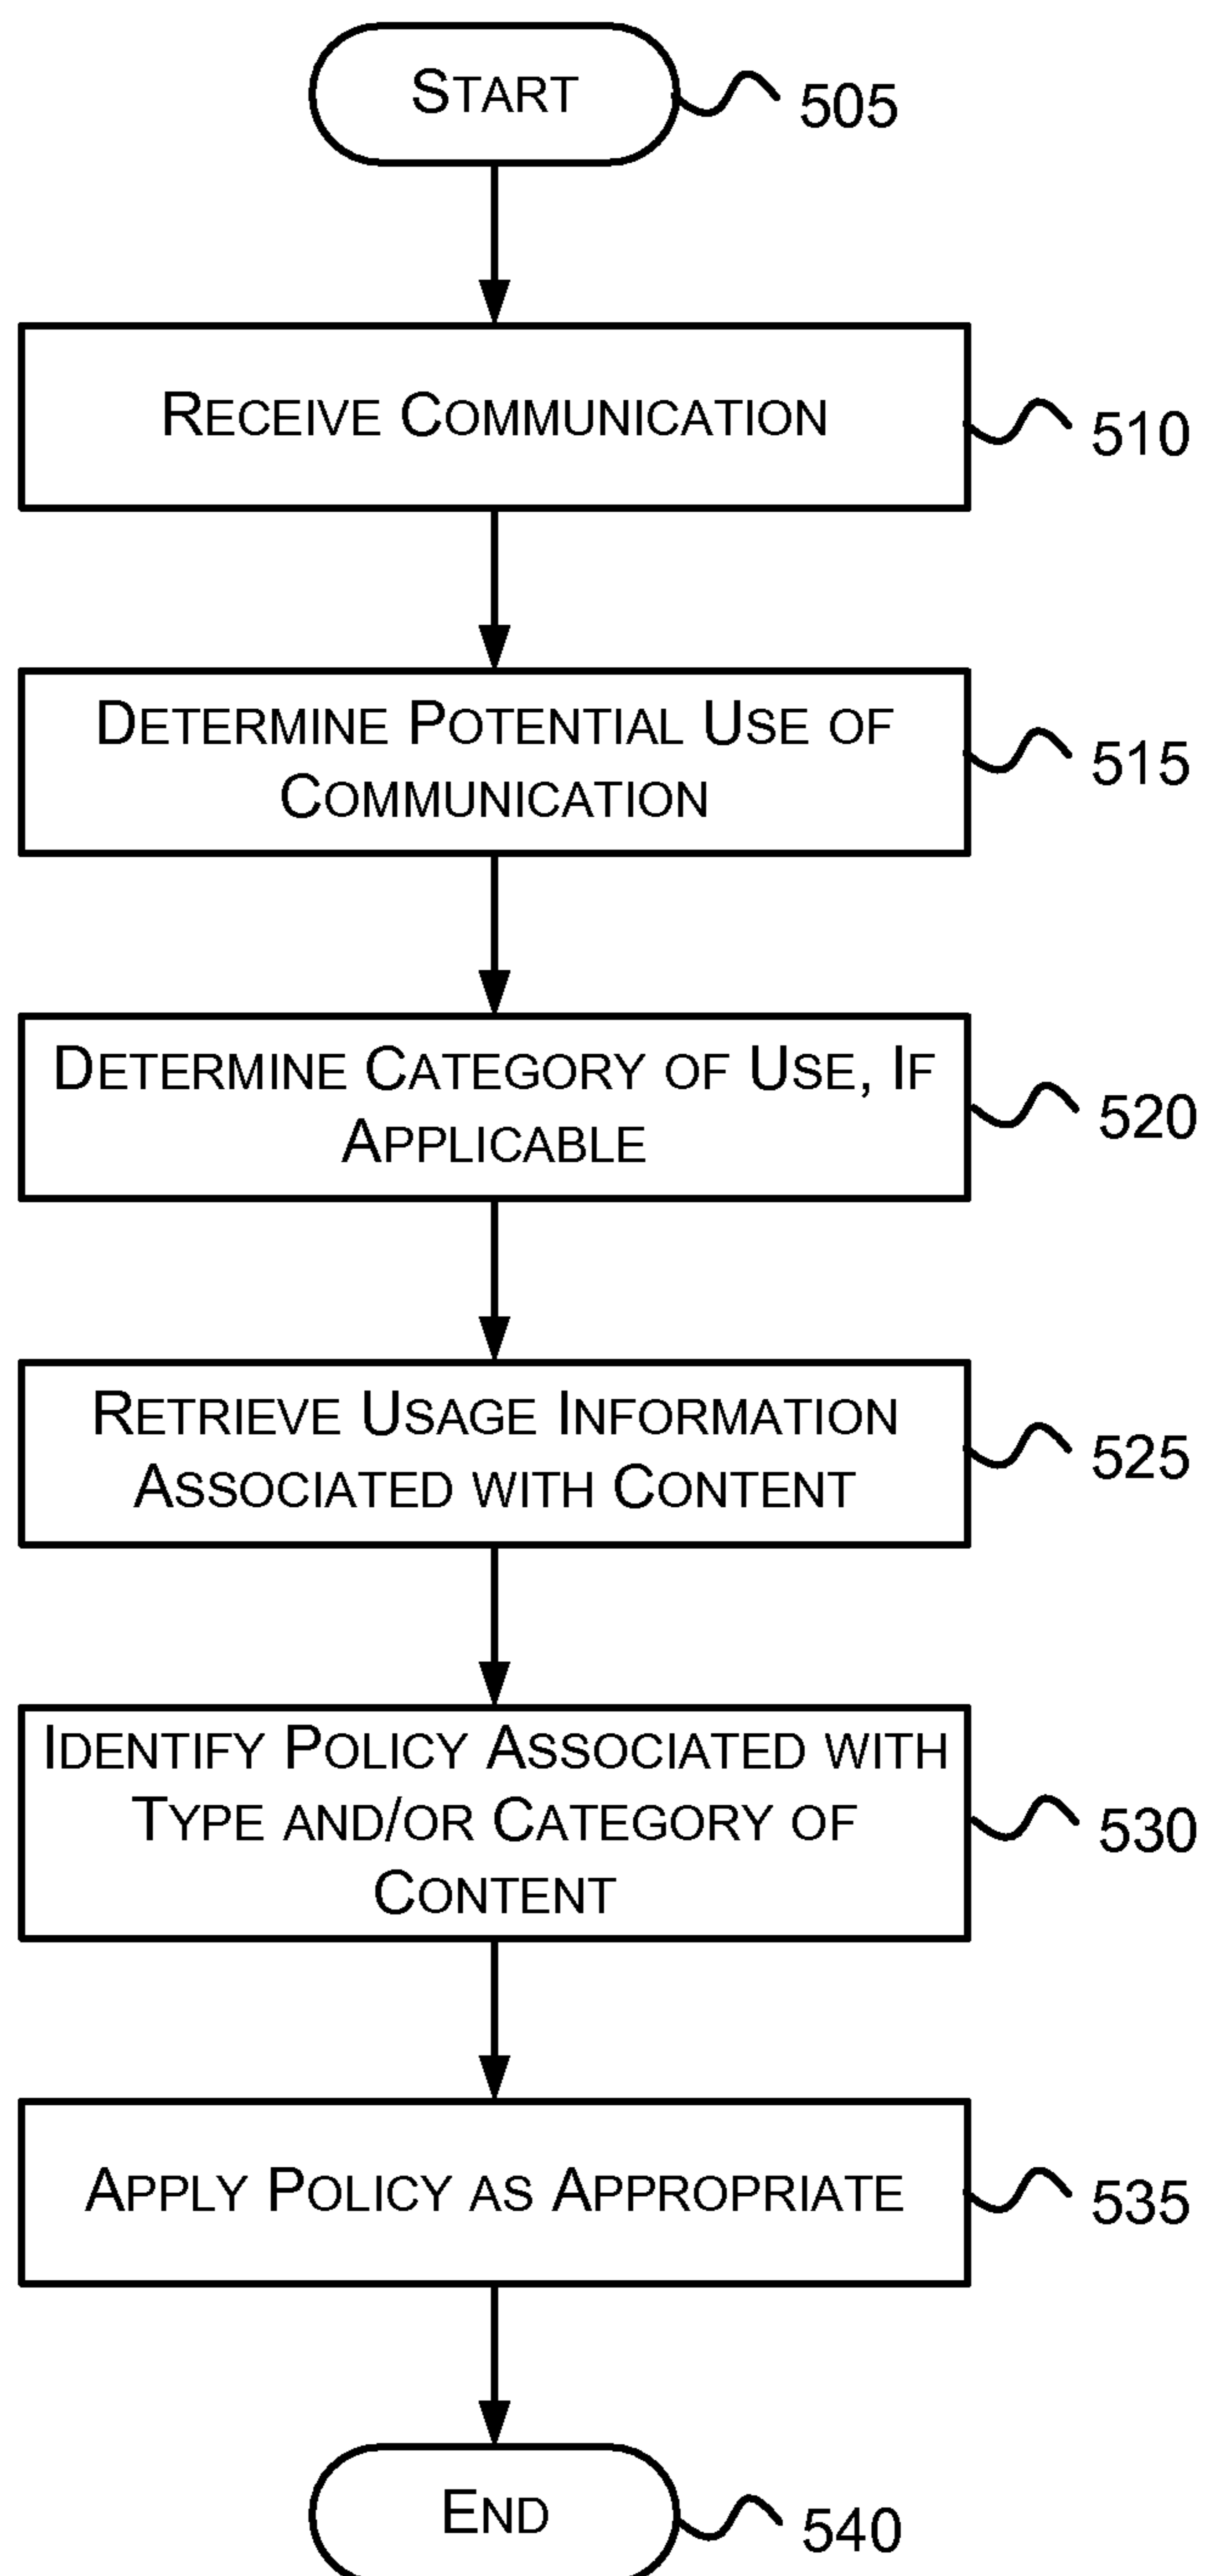 START
505
RECEIVE COMMUNICATION
510
DETERMINE POTENTIAL USE OF
COMMUNICATION
515
DETERMINE CATEGORY OF USE, IF
APPLICABLE
520
RETRIEVE USAGE INFORMATION
ASSOCIATED WITH CONTENT
525
IDENTIFY POLICY ASSOCIATED WITH
TYPE AND/OR CATEGORY OF
CONTENT
530
APPLY POLICY AS APPROPRIATE
535
END
540